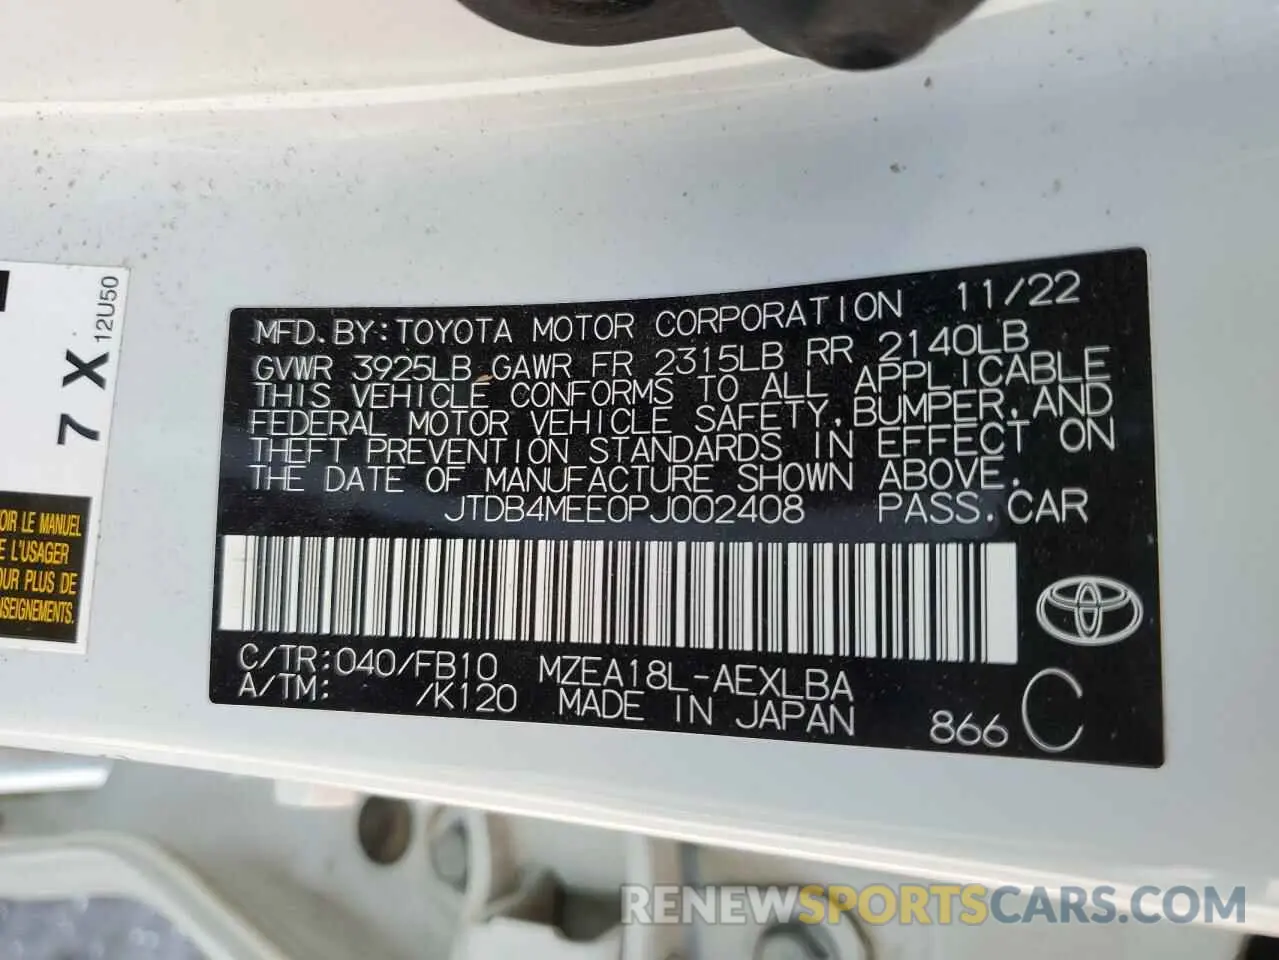 MFD. BY: TOYOTA MOTOR CORPORATION 11/22
GVWR 3925LB GAWR FR 2315LB RR 2140LB
THIS VEHICLE CONFORMS TO ALL APPLICABLE
FEDERAL MOTOR VEHICLE SAFETY, BUMPER, AND
THEFT PREVENTION STANDARDS IN EFFECT ON
THE DATE OF MANUFACTURE SHOWN ABOVE.
JTDB4MEE0PJ002408 PASS. CAR
C/TR: 040/FB10 MZEA18L-AEXLBA
A/TM: /K120 MADE IN JAPAN 866 C
7 X 12U50
LE MANUEL
L'USAGER
PLUS DE
RENEWSPORTSCARS.COM